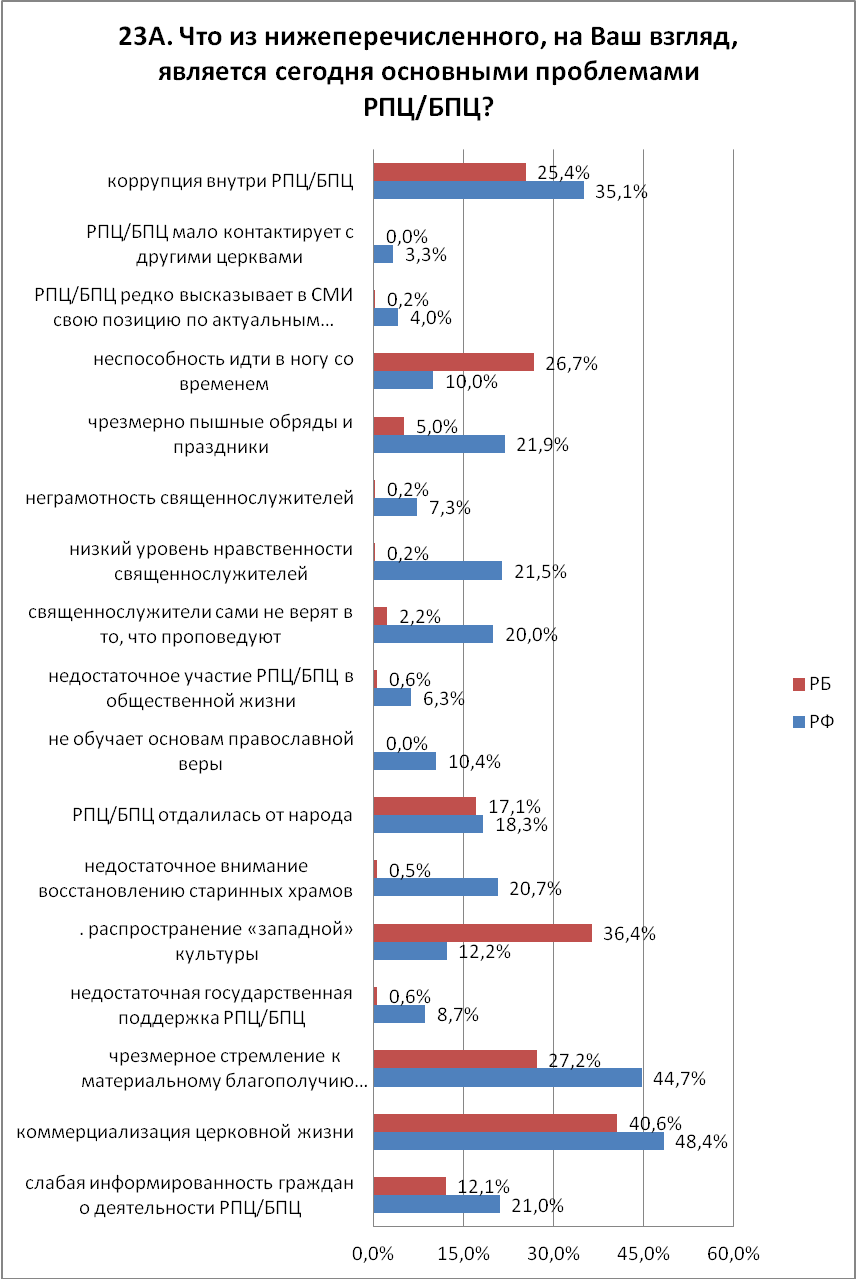 23А. Что из нижеперечисленного, на Ваш взгляд,
является сегодня основными проблемами
РПЦ/БПЦ?
коррупция внутри РПЦ/БПЦ
25,4%
35,1%
РПЦ/БПЦ мало контактирует с
другими церквами
0,0%
3,3%
РПЦ/БПЦ редко высказывает в СМИ
свою позицию по актуальным...
0,2%
4,0%
неспособность идти в ногу со
временем
26,7%
10,0%
чрезмерно пышные обряды и
праздники
5,0%
21,9%
неграмотность священнослужителей
0,2%
7,3%
низкий уровень нравственности
священнослужителей
0,2%
21,5%
священнослужители сами не верят в
то, что проповедуют
2,2%
20,0%
недостаточное участие РПЦ/БПЦ в
общественной жизни
0,6%
6,3%
не обучает основам православной
веры
0,0%
10,4%
РПЦ/БПЦ отдалилась от народа
17,1%
18,3%
недостаточное внимание
восстановлению старинных храмов
0,5%
20,7%
. распространение «западной»
культуры
36,4%
12,2%
недостаточная государственная
поддержка РПЦ/БПЦ
0,6%
8,7%
чрезмерное стремление к
материальному благополучию...
27,2%
44,7%
коммерциализация церковной жизни
40,6%
48,4%
слабая информированность граждан
о деятельности РПЦ/БПЦ
12,1%
21,0%
0,0% 15,0% 30,0% 45,0% 60,0%
РБ
РФ